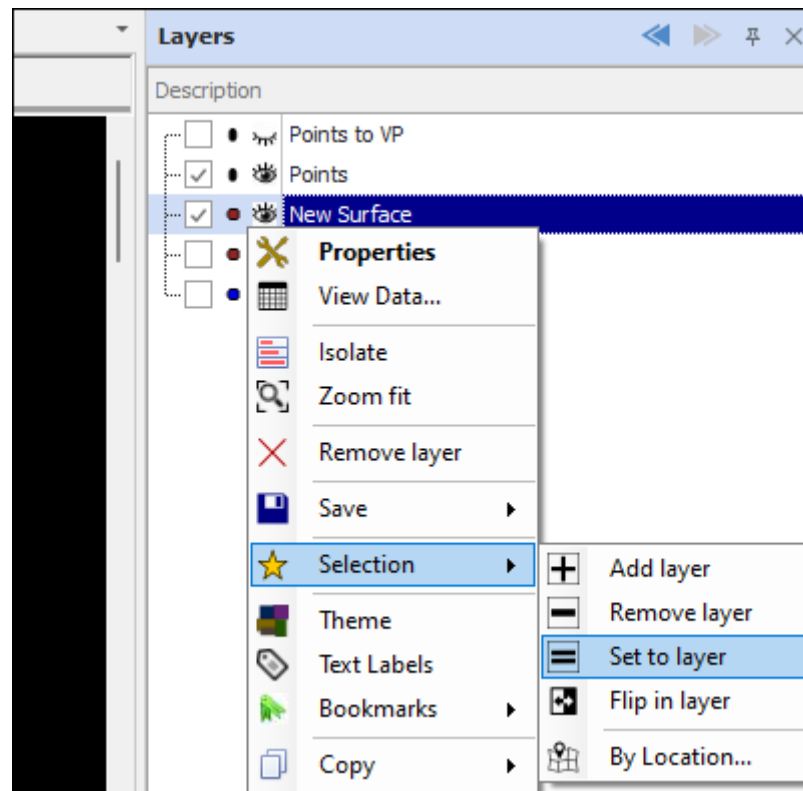 Layers
Description
Points to VP
Points
New Surface
Properties
View Data...
Isolate
Zoom fit
Remove layer
Save
Selection
Add layer
Theme
Remove layer
Text Labels
Set to layer
Bookmarks
Flip in layer
Copy
By Location...